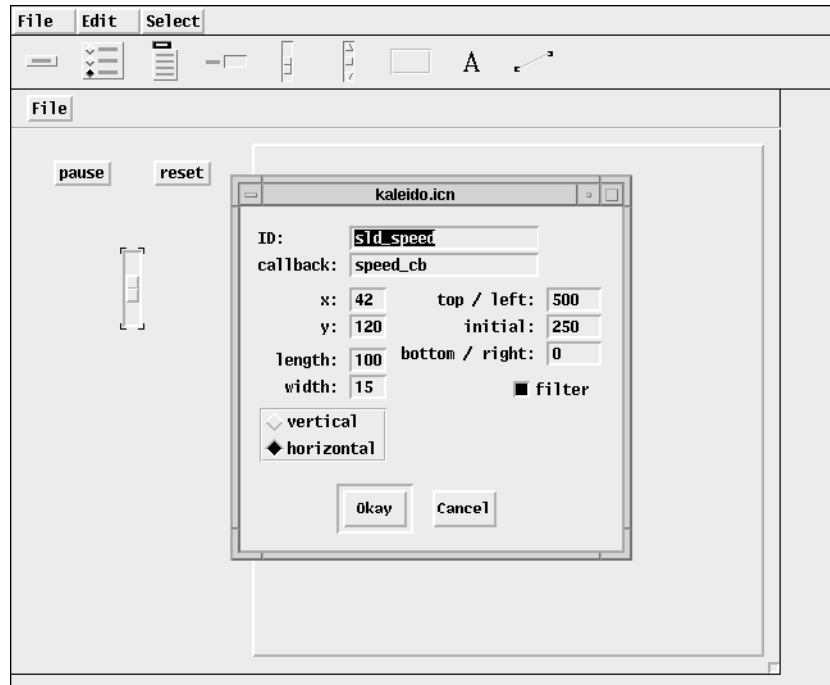 File Edit Select
A
File
pause reset
kaleido.icn
ID: sld_speed
callback: speed_cb
x: 42 top / left: 500
y: 120 initial: 250
length: 100 bottom / right: 0
width: 15 filter
vertical
horizontal
Okay Cancel